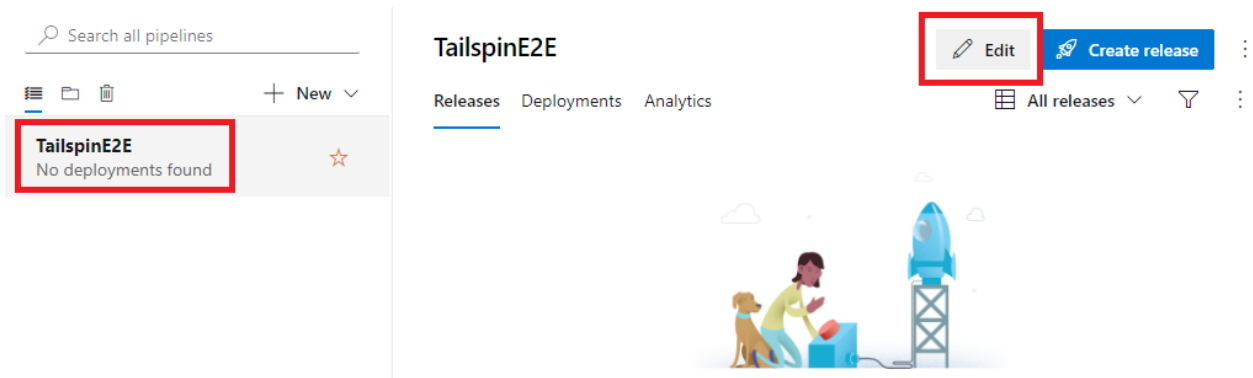 Search all pipelines
New
TailspinE2E
No deployments found
TailspinE2E
Edit
Create release
Releases Deployments Analytics
All releases